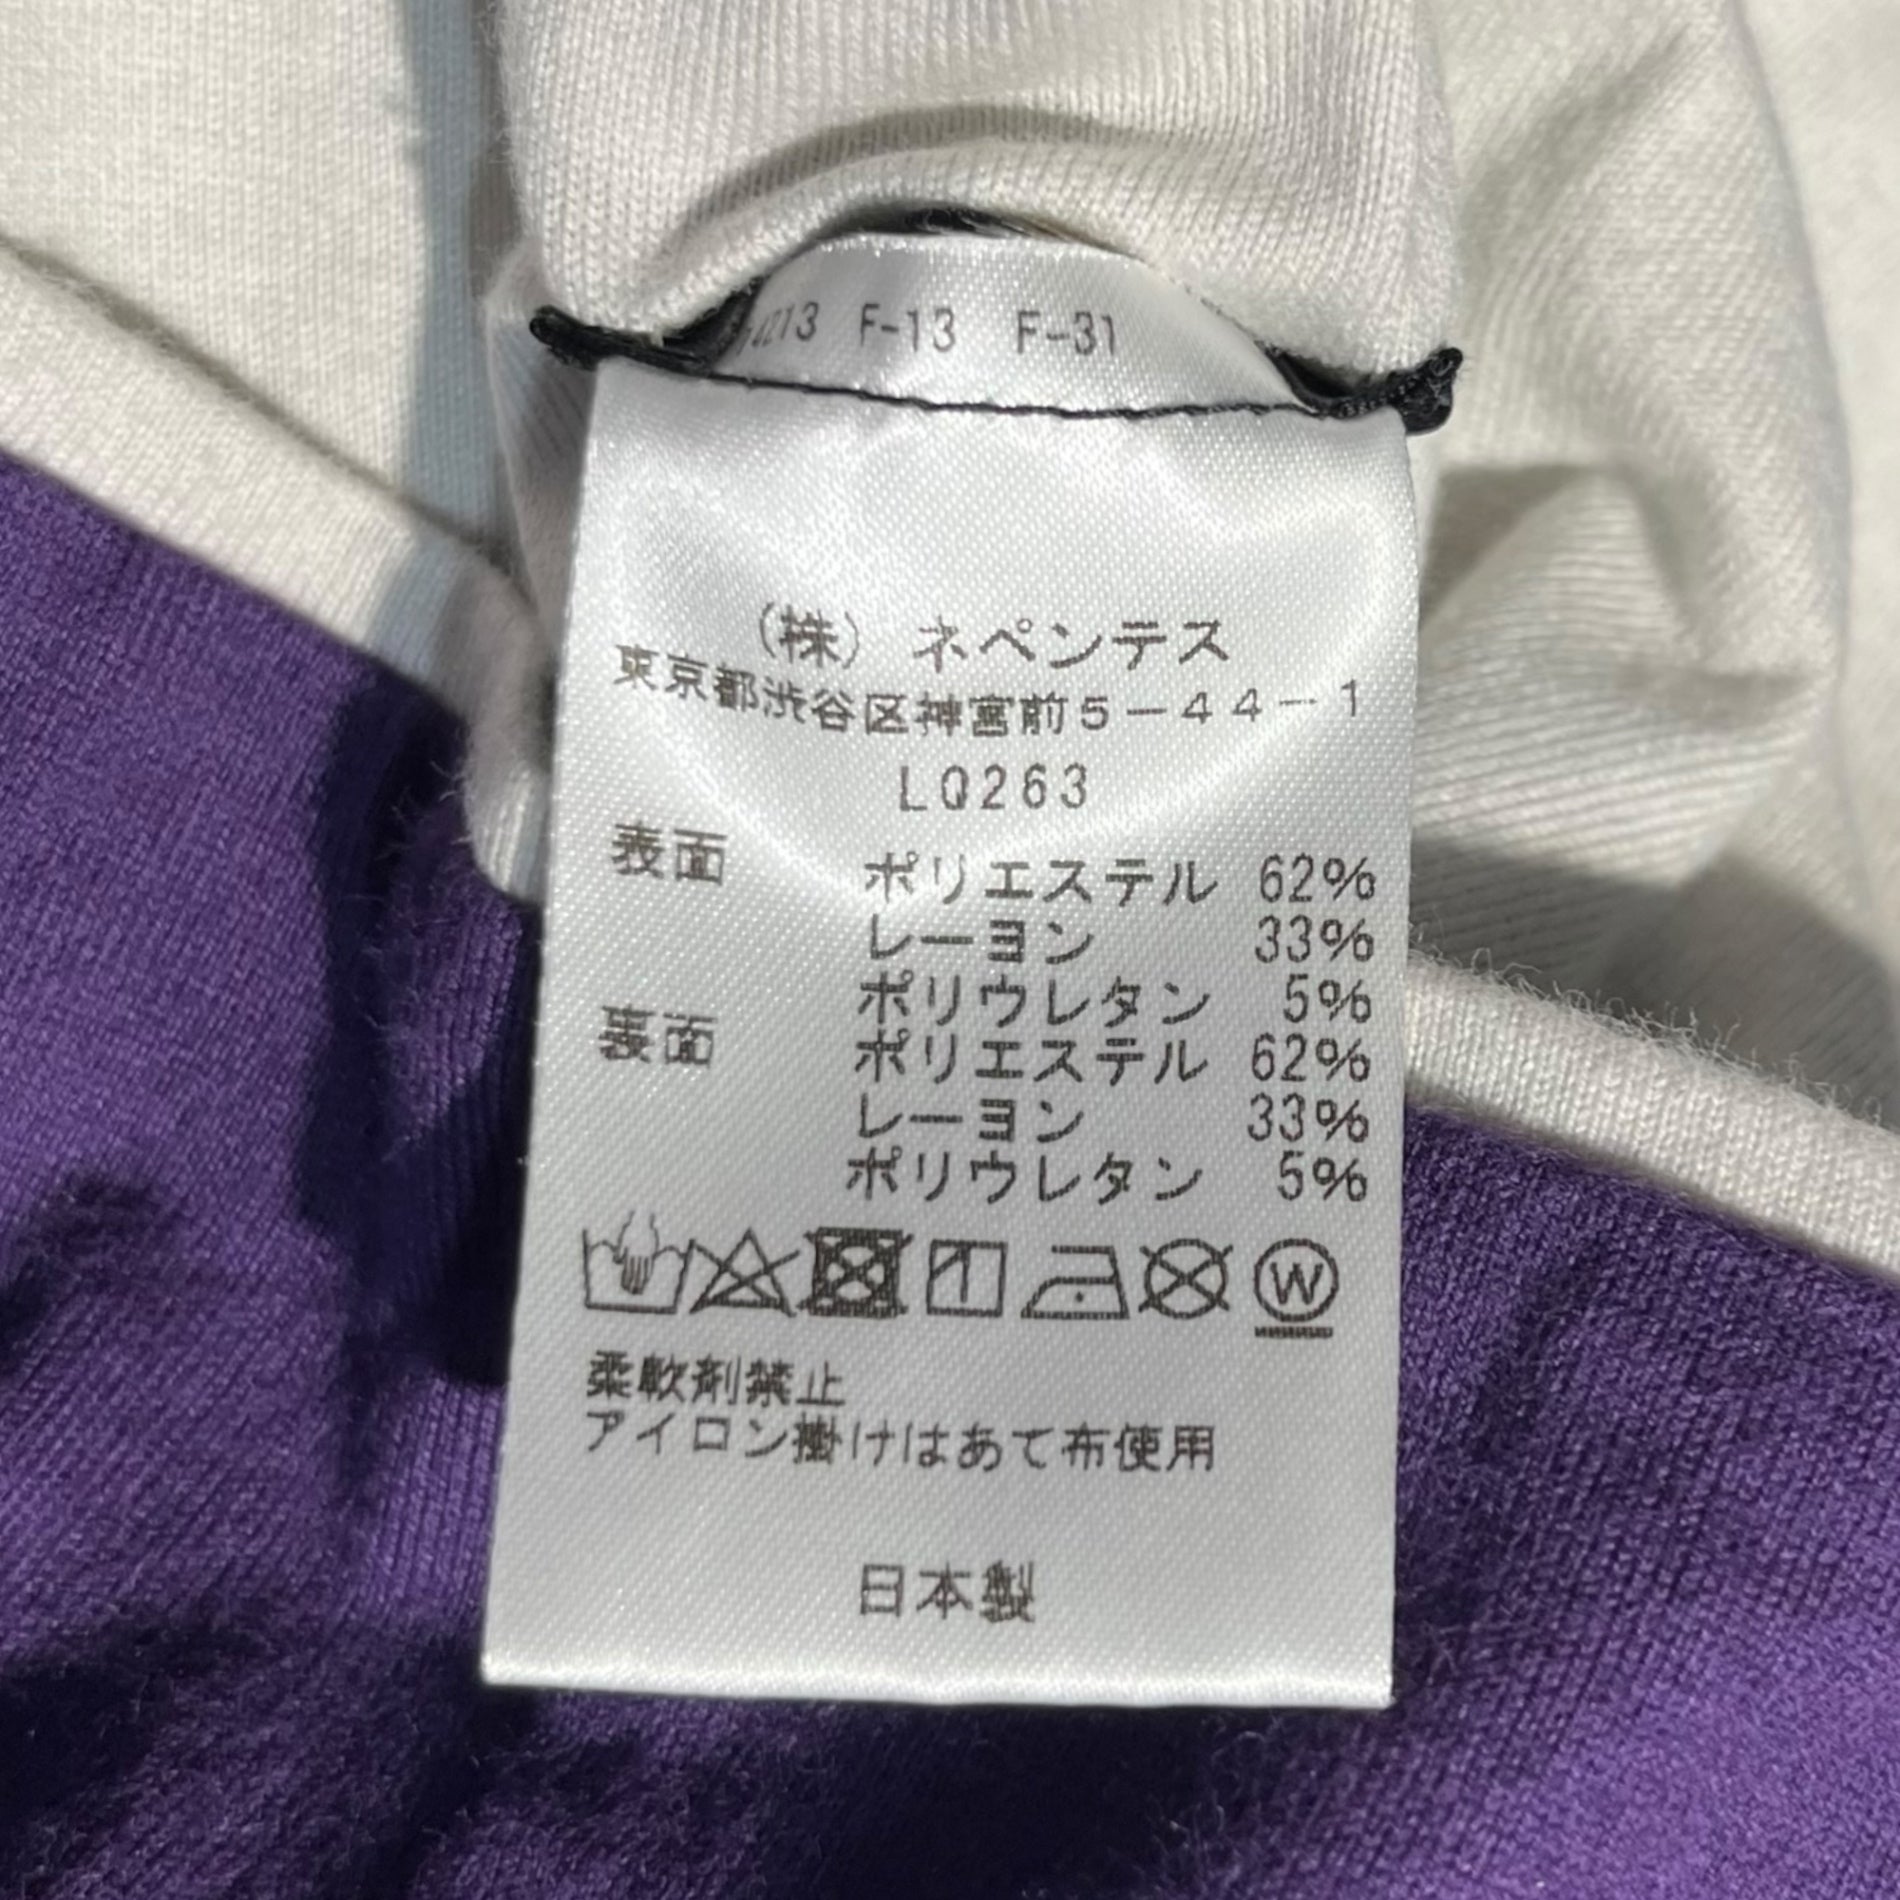 F-13 F-31
(株) ネペンテス
東京都渋谷区神宮前5-44-1
LQ263
表面 ポリエステル 62%
レーヨン 33%
ポリウレタン 5%
裏面 ポリエステル 62%
レーヨン 33%
ポリウレタン 5%
W
柔軟剤禁止
アイロン掛けはあて布使用
日本製